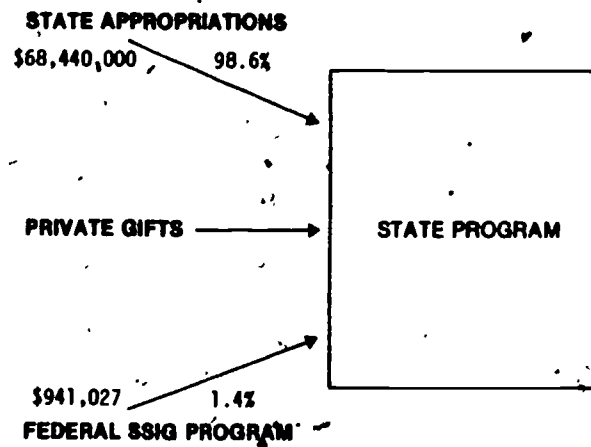 STATE APPROPRIATIONS
$68,440,000 98.6%
PRIVATE GIFTS
STATE PROGRAM
$941,027 1.4%
FEDERAL SSIG PROGRAM